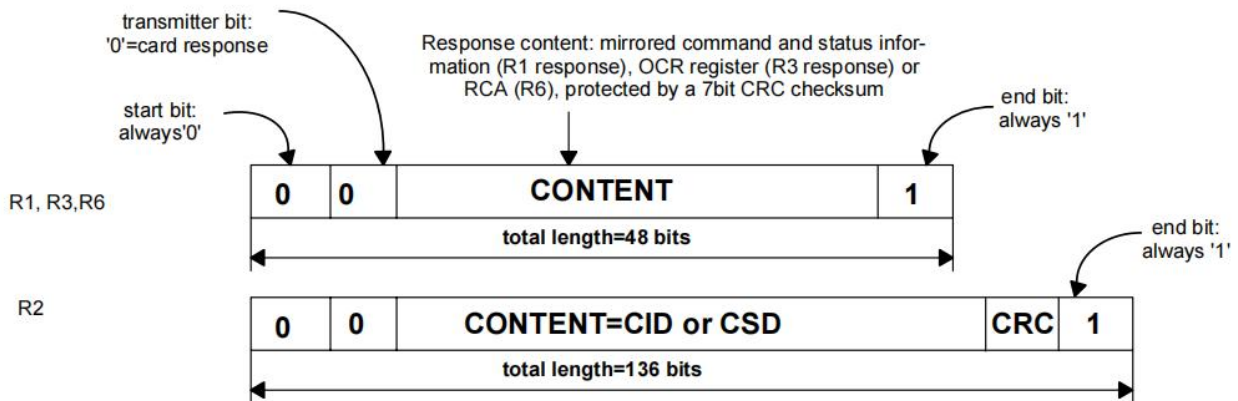 transmitter bit:
'0'=card response
Response content: mirrored command and status infor-
mation (R1 response), OCR register (R3 response) or
RCA (R6), protected by a 7bit CRC checksum
start bit:
always'0'
end bit:
always '1'
R1, R3,R6
0 0 CONTENT 1
total length=48 bits
end bit:
always '1'
R2
0 0 CONTENT=CID or CSD CRC 1
total length=136 bits